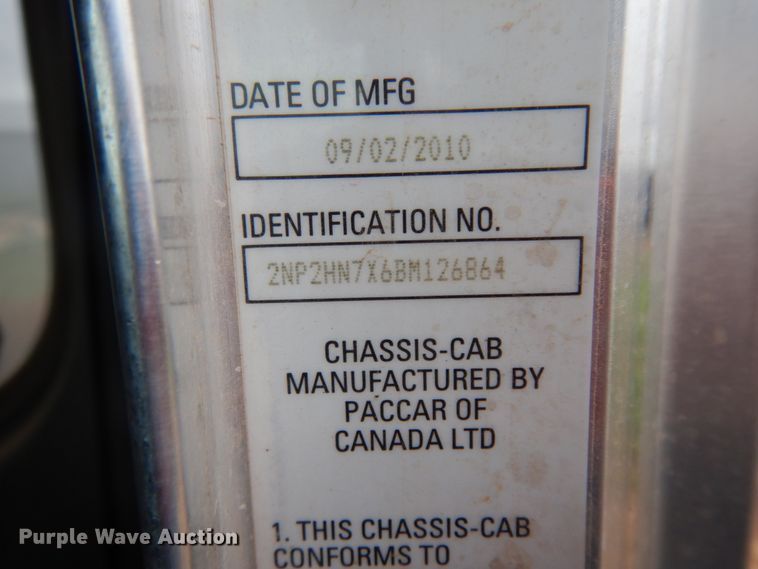 DATE OF MFG
09/02/2010
IDENTIFICATION NO.
2NP2HN7X6BM126864
CHASSIS-CAB
MANUFACTURED BY
PACCAR OF
CANADA LTD
1. THIS CHASSIS-CAB
CONFORMS TO
Purple Wave Auction®